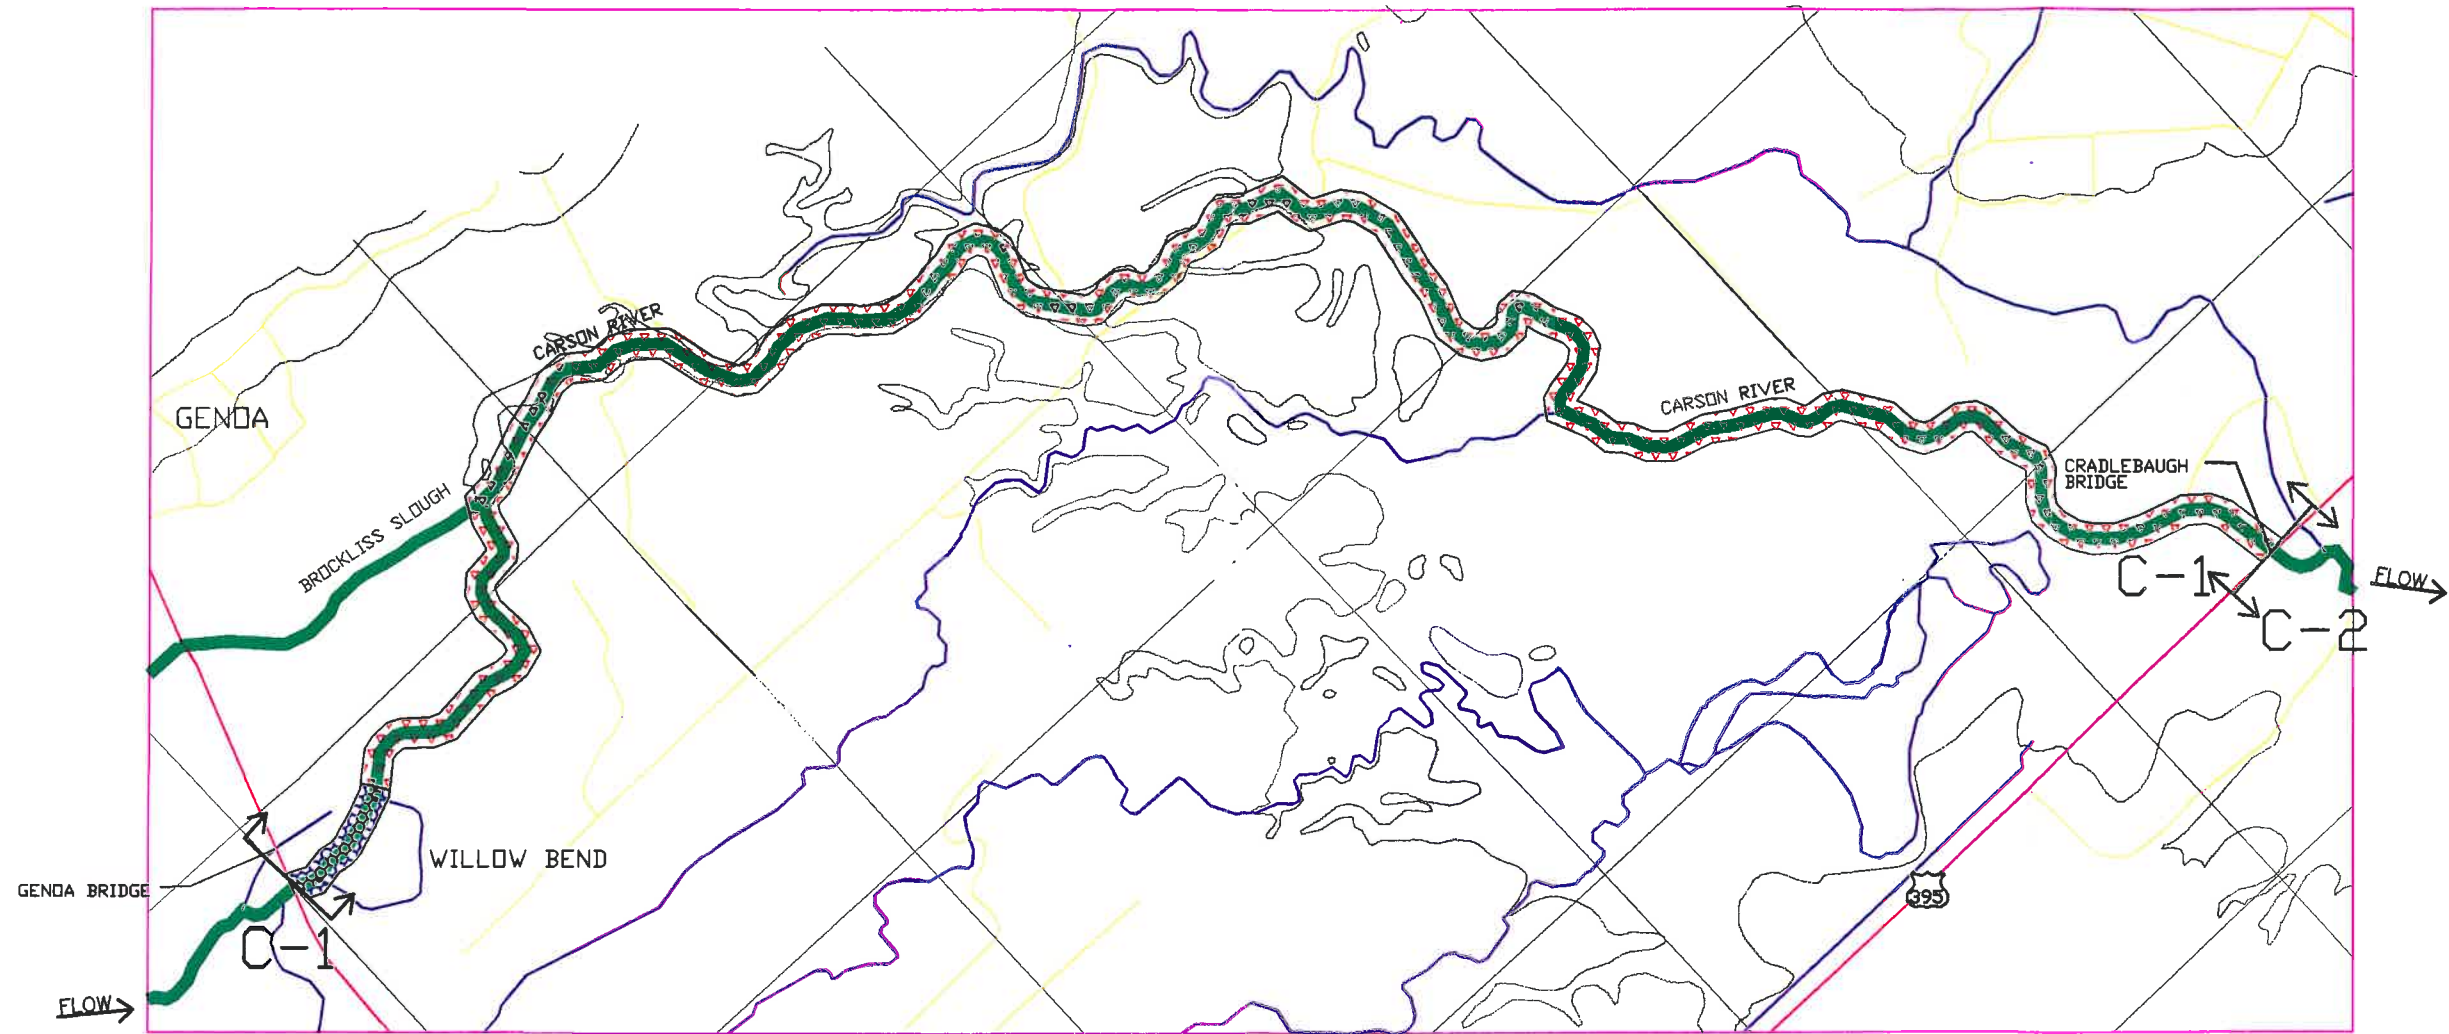 CARSON RIVER
GENOA
BROCKLISS SLOUGH
CARSON RIVER
CRADLEBAUGH
BRIDGE
C-1
FLOW
C-2
WILLOW BEND
GENOA BRIDGE
395
C-1
FLOW